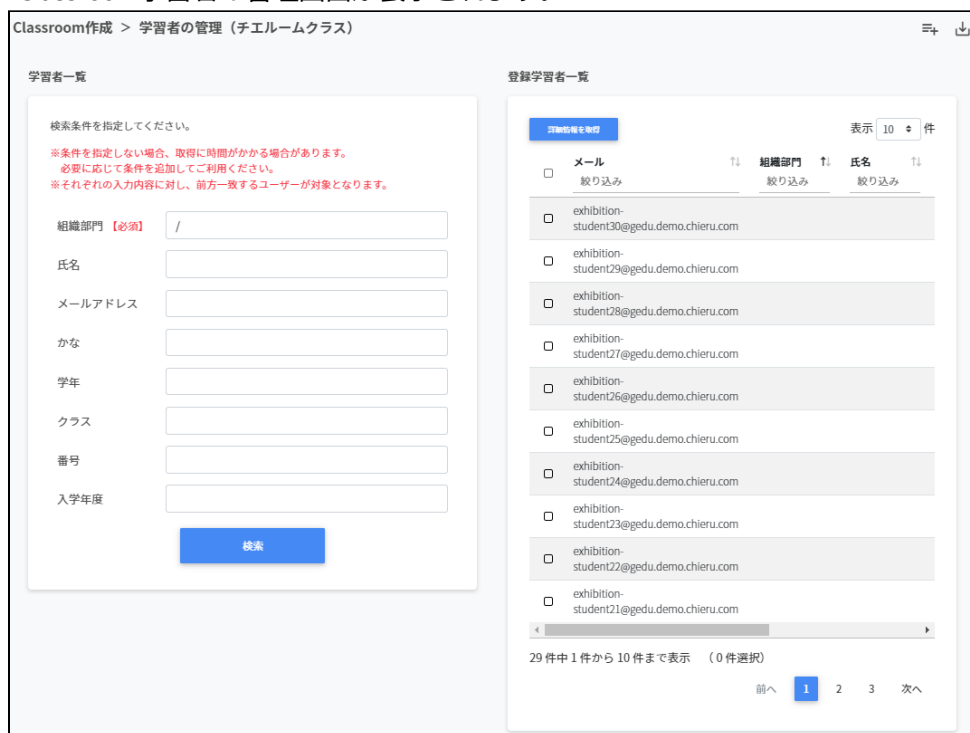 Classroom作成 > 学習者の管理（チエルームクラス）
学習者一覧
検索条件を指定してください。
※条件を指定しない場合、取得に時間がかかる場合があります。
必要に応じて条件を追加してご利用ください。
※それぞれの入力内容に対し、前方一致するユーザーが対象となります。
組織部門 【必須】 /
氏名
メールアドレス
かな
学年
クラス
番号
入学年度
検索
登録学習者一覧
詳細情報を取得 表示 10 件
メール 組織部門 氏名
絞り込み 絞り込み 絞り込み
exhibition-
student30@gedu.demo.chieru.com
exhibition-
student29@gedu.demo.chieru.com
exhibition-
student28@gedu.demo.chieru.com
exhibition-
student27@gedu.demo.chieru.com
exhibition-
student26@gedu.demo.chieru.com
exhibition-
student25@gedu.demo.chieru.com
exhibition-
student24@gedu.demo.chieru.com
exhibition-
student23@gedu.demo.chieru.com
exhibition-
student22@gedu.demo.chieru.com
exhibition-
student21@gedu.demo.chieru.com
29 件中 1 件から 10 件まで表示 （ 0 件選択）
前へ 1 2 3 次へ